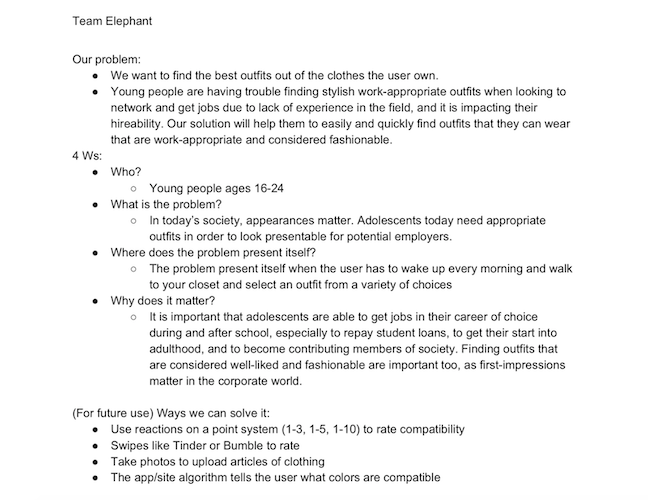 Team Elephant
Our problem:
● We want to find the best outfits out of the clothes the user own.
● Young people are having trouble finding stylish work-appropriate outfits when looking to
network and get jobs due to lack of experience in the field, and it is impacting their
hireability. Our solution will help them to easily and quickly find outfits that they can wear
that are work-appropriate and considered fashionable.
4 Ws:
● Who?
○ Young people ages 16-24
● What is the problem?
○ In today's society, appearances matter. Adolescents today need appropriate
outfits in order to look presentable for potential employers.
● Where does the problem present itself?
○ The problem present itself when the user has to wake up every morning and walk
to your closet and select an outfit from a variety of choices
● Why does it matter?
○ It is important that adolescents are able to get jobs in their career of choice
during and after school, especially to repay student loans, to get their start into
adulthood, and to become contributing members of society. Finding outfits that
are considered well-liked and fashionable are important too, as first-impressions
matter in the corporate world.
(For future use) Ways we can solve it:
● Use reactions on a point system (1-3, 1-5, 1-10) to rate compatibility
● Swipes like Tinder or Bumble to rate
● Take photos to upload articles of clothing
● The app/site algorithm tells the user what colors are compatible